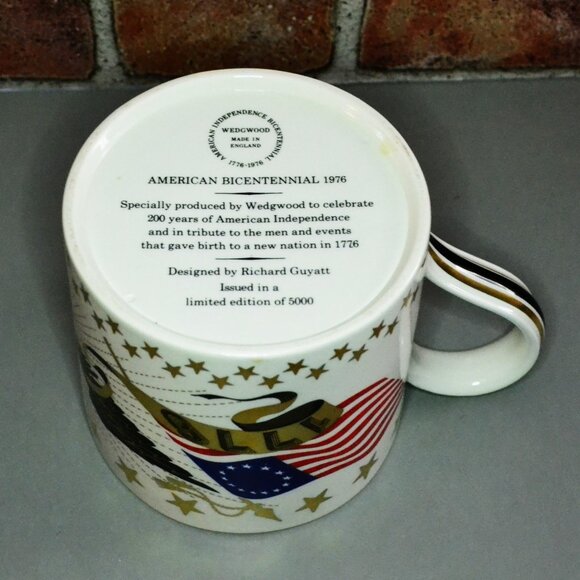 AMERICAN INDEPENDENCE BICENTENNIAL
WEDGWOOD
MADE IN
ENGLAND
1776-1976
AMERICAN BICENTENNIAL 1976
Specially produced by Wedgwood to celebrate
200 years of American Independence
and in tribute to the men and events
that gave birth to a new nation in 1776
Designed by Richard Guyatt
Issued in a
limited edition of 5000